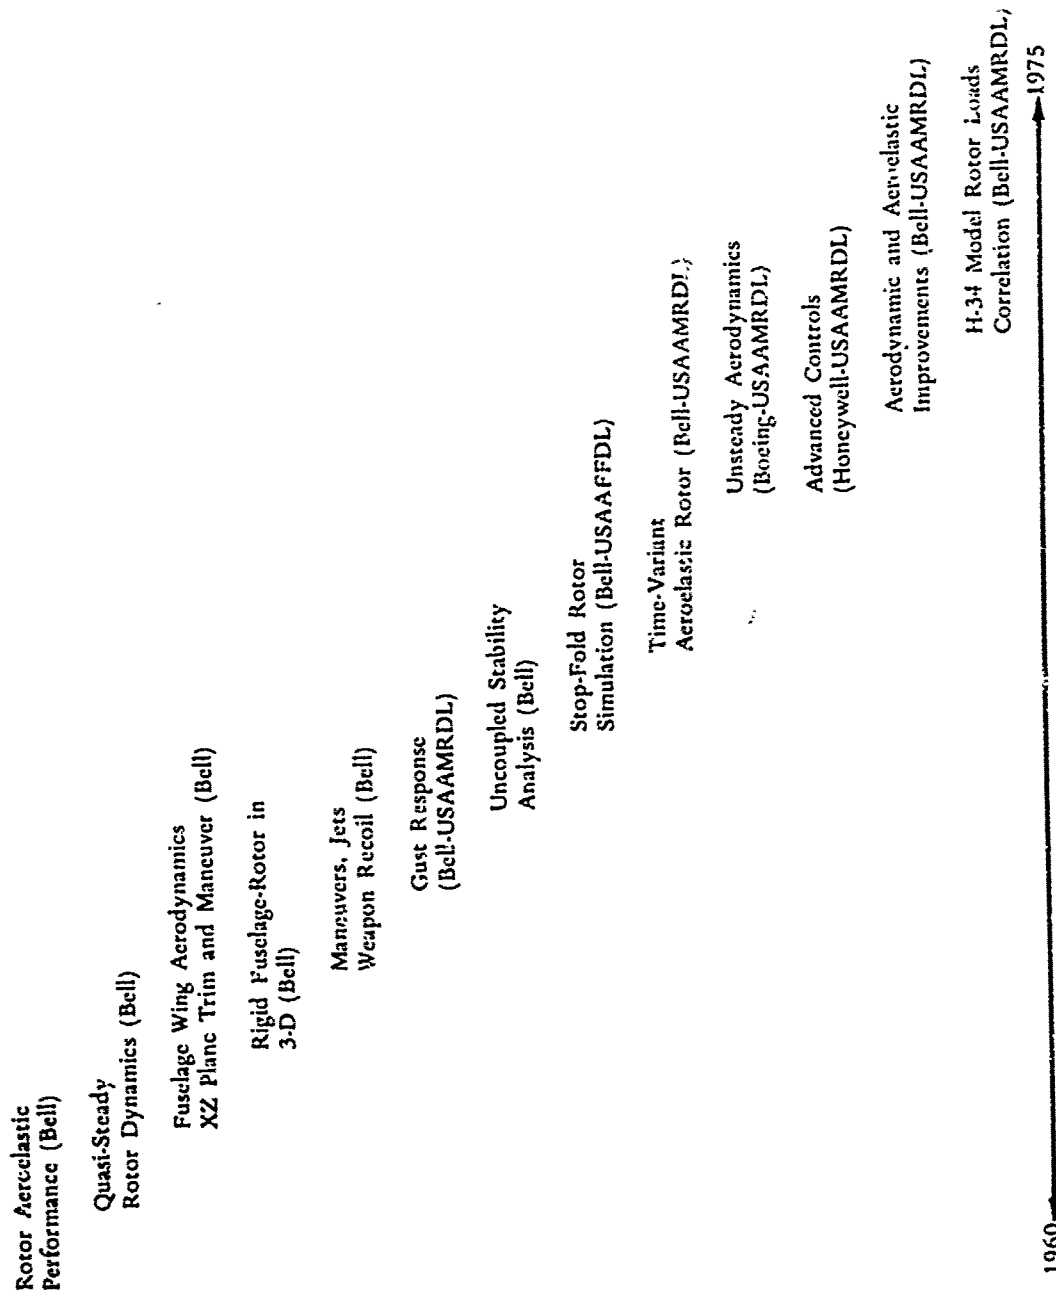 Rotor Aeroelastic
Performance (Bell)
Quasi-Steady
Rotor Dynamics (Bell)
Fuselage Wing Aerodynamics
XZ Plane Trim and Maneuver (Bell)
Rigid Fuselage-Rotor in
3-D (Bell)
Maneuvers, Jets
Weapon Recoil (Bell)
Gust Response
(Bell-USAAMRDL)
Uncoupled Stability
Analysis (Bell)
Stop-Fold Rotor
Simulation (Bell-USAAFFDL)
Time-Variant
Aeroelastic Rotor (Bell-USAAMRDL)
Unsteady Aerodynamics
(Boeing-USAAMRDL)
Advanced Controls
(Honeywell-USAAMRDL)
Aerodynamic and Aeroelastic
Improvements (Bell-USAAMRDL)
H-34 Model Rotor Loads
Correlation (Bell-USAAMRDL)
1960
1975